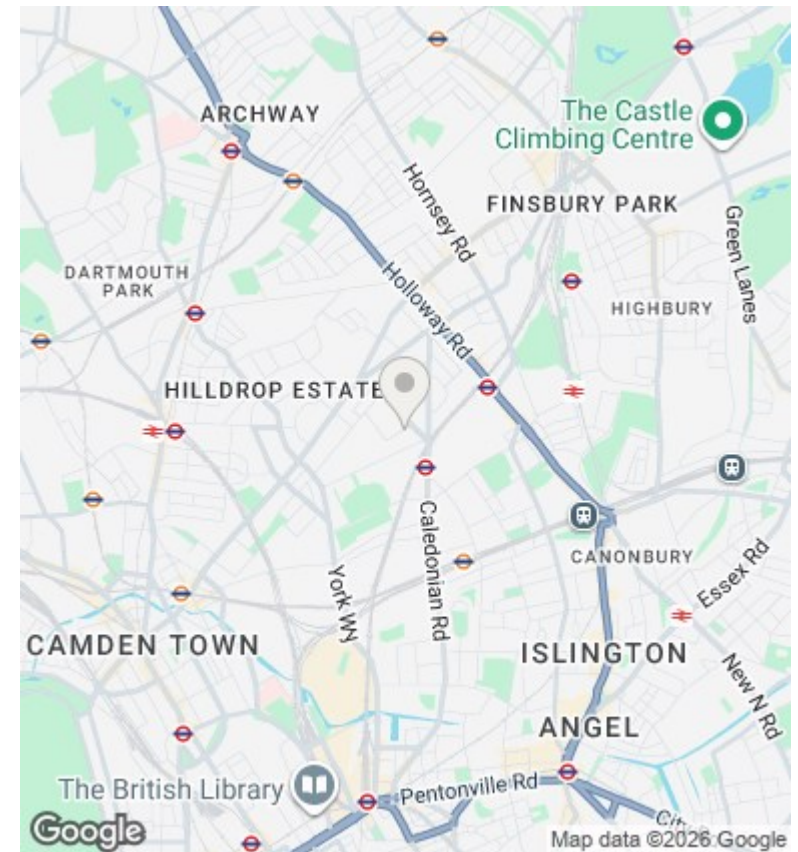 ARCHWAY
The Castle
Climbing Centre
Hornsey Rd
FINSBURY PARK
Green Lanes
DARTMOUTH
PARK
Holloway Rd
HIGHBURY
HILLDROP ESTATE
Caledonian Rd
CANONBURY
Essex Rd
York Wy
CAMDEN TOWN
ISLINGTON
New N Rd
ANGEL
The British Library
Pentonville Rd
Google
Map data ©2026 Google